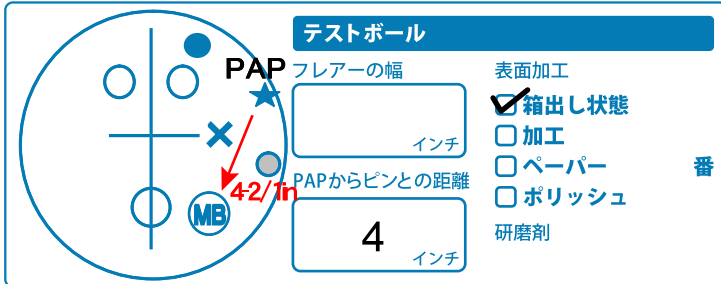 テストボール
PAP
フレアーの幅
インチ
表面加工
箱出し状態
加工
ペーパー 番
ポリッシュ
研磨剤
4-2/1in
MB
PAPからピンとの距離
4
インチ